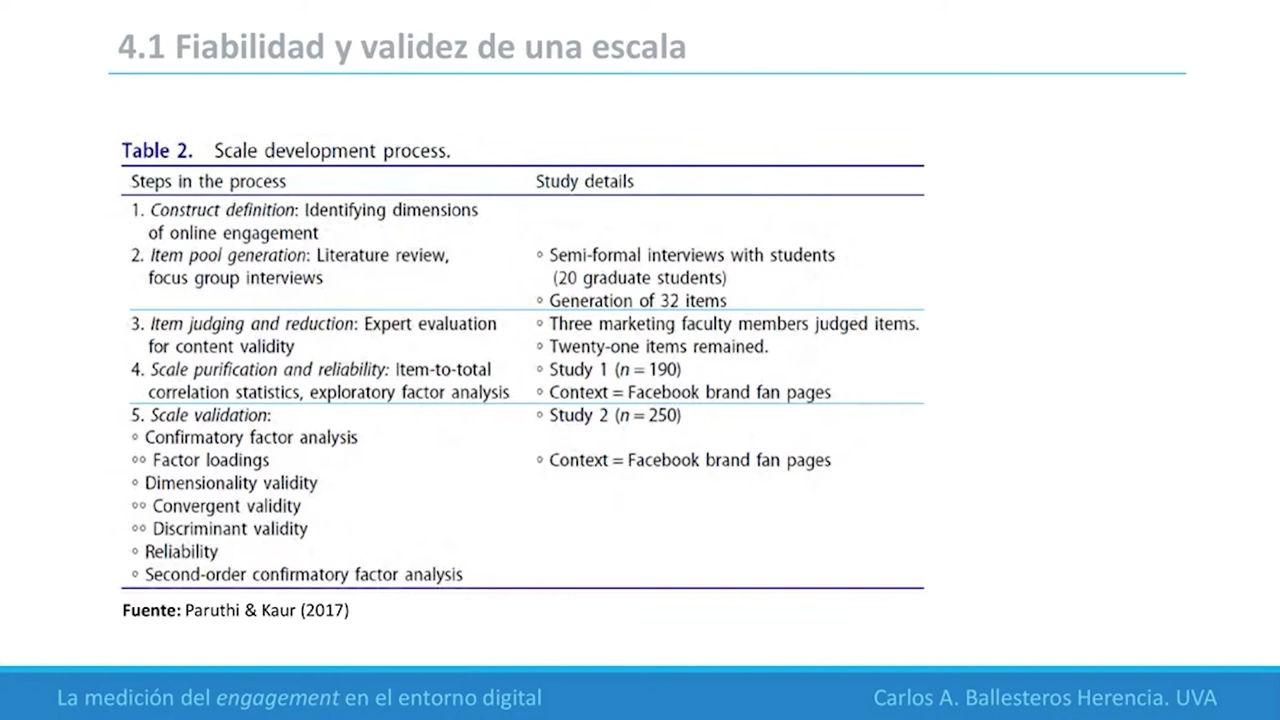 4.1 Fiabilidad y validez de una escala
Table 2. Scale development process.
Steps in the process Study details
1. Construct definition: Identifying dimensions
of online engagement
2. Item pool generation: Literature review, ° Semi-formal interviews with students
focus group interviews (20 graduate students)
° Generation of 32 items
3. Item judging and reduction: Expert evaluation ° Three marketing faculty members judged items.
for content validity ° Twenty-one items remained.
4. Scale purification and reliability: Item-to-total ° Study 1 (n = 190)
correlation statistics, exploratory factor analysis ° Context = Facebook brand fan pages
5. Scale validation: ° Study 2 (n = 250)
° Confirmatory factor analysis
°° Factor loadings ° Context = Facebook brand fan pages
° Dimensionality validity
°° Convergent validity
°° Discriminant validity
° Reliability
° Second-order confirmatory factor analysis
Fuente: Paruthi & Kaur (2017)
La medición del engagement en el entorno digital Carlos A. Ballesteros Herencia. UVA